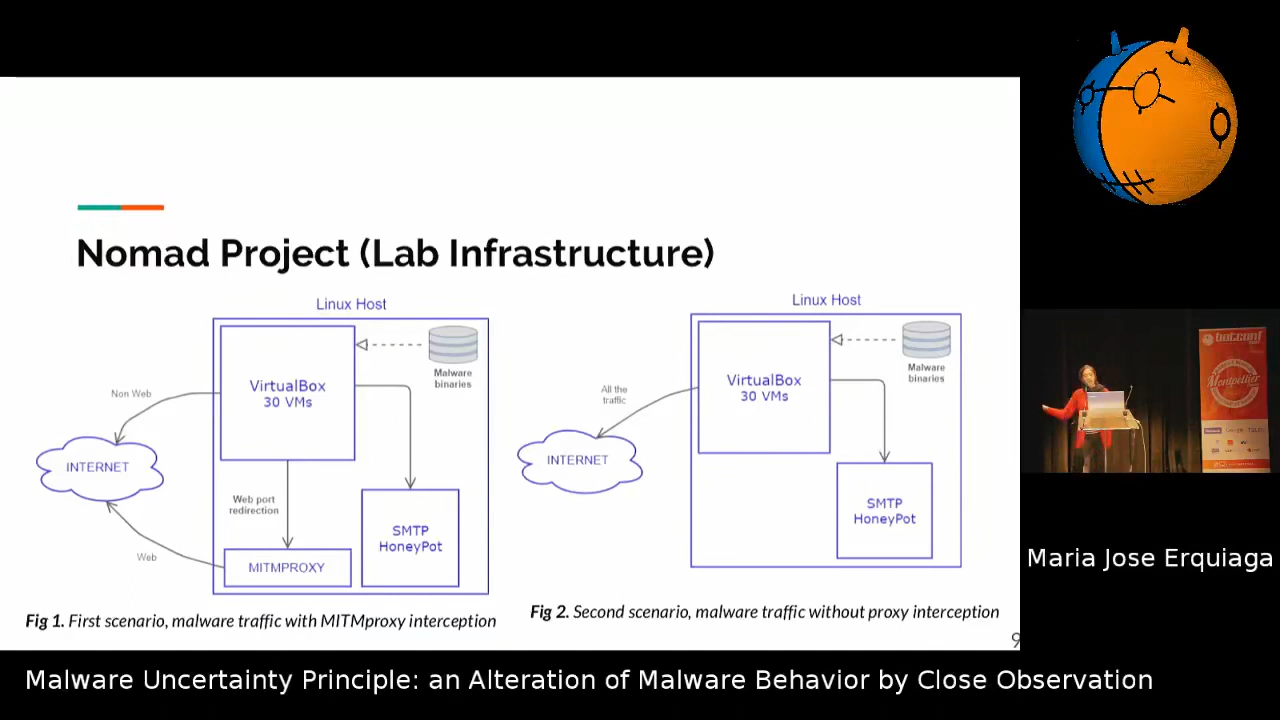 Nomad Project (Lab Infrastructure)
Linux Host
VirtualBox
30 VMs
Malware
binaries
Non Web
INTERNET
Web port
redirection
SMTP
HoneyPot
Web
MITMPROXY
Fig 1. First scenario, malware traffic with MITMproxy interception
Linux Host
VirtualBox
30 VMs
Malware
binaries
All the
traffic
INTERNET
SMTP
HoneyPot
Fig 2. Second scenario, malware traffic without proxy interception
9
botconf
Montpellier
Maria Jose Erquiaga
Malware Uncertainty Principle: an Alteration of Malware Behavior by Close Observation